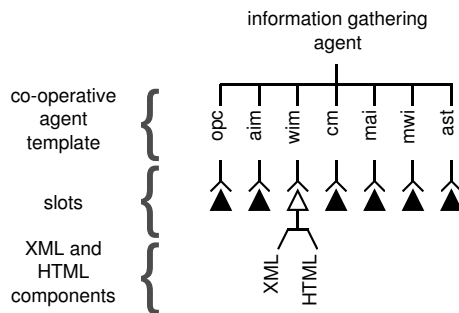 information gathering
agent
co-operative
agent
template
opc aim wim cm mai mwi ast
slots
XML and
HTML
components
XML HTML